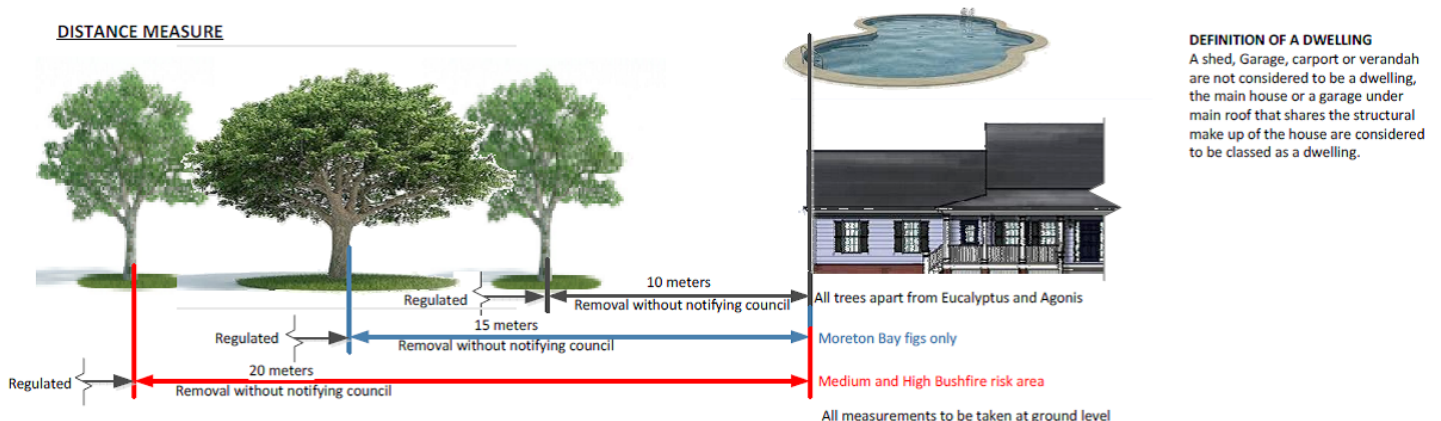 DISTANCE MEASURE
DEFINITION OF A DWELLING
A shed, Garage, carport or verandah
are not considered to be a dwelling,
the main house or a garage under
main roof that shares the structural
make up of the house are considered
to be classed as a dwelling.
Regulated
10 meters
Removal without notifying council
All trees apart from Eucalyptus and Agonis
Regulated
15 meters
Removal without notifying council
Moreton Bay figs only
Regulated
20 meters
Removal without notifying council
Medium and High Bushfire risk area
All measurements to be taken at ground level